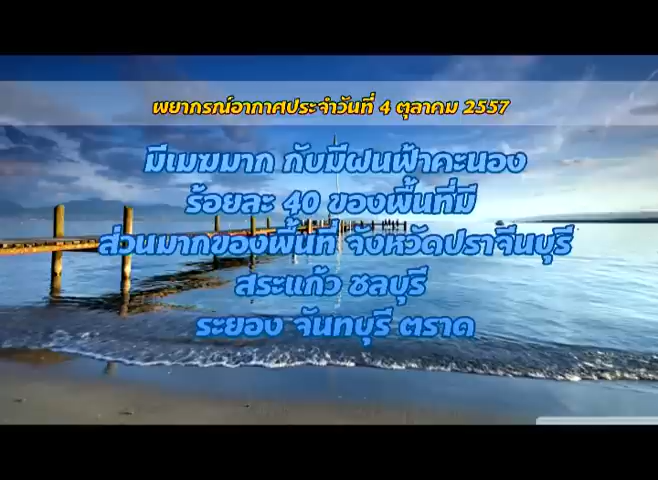 พยากรณ์อากาศประจำวันที่ 4 ตุลาคม 2557
มีเมฆมาก กับมีฝนฟ้าคะนอง
ร้อยละ 40 ของพื้นที่มี
ส่วนมากของพื้นที่ จังหวัดปราจีนบุรี
สระแก้ว ชลบุรี
ระยอง จันทบุรี ตราด